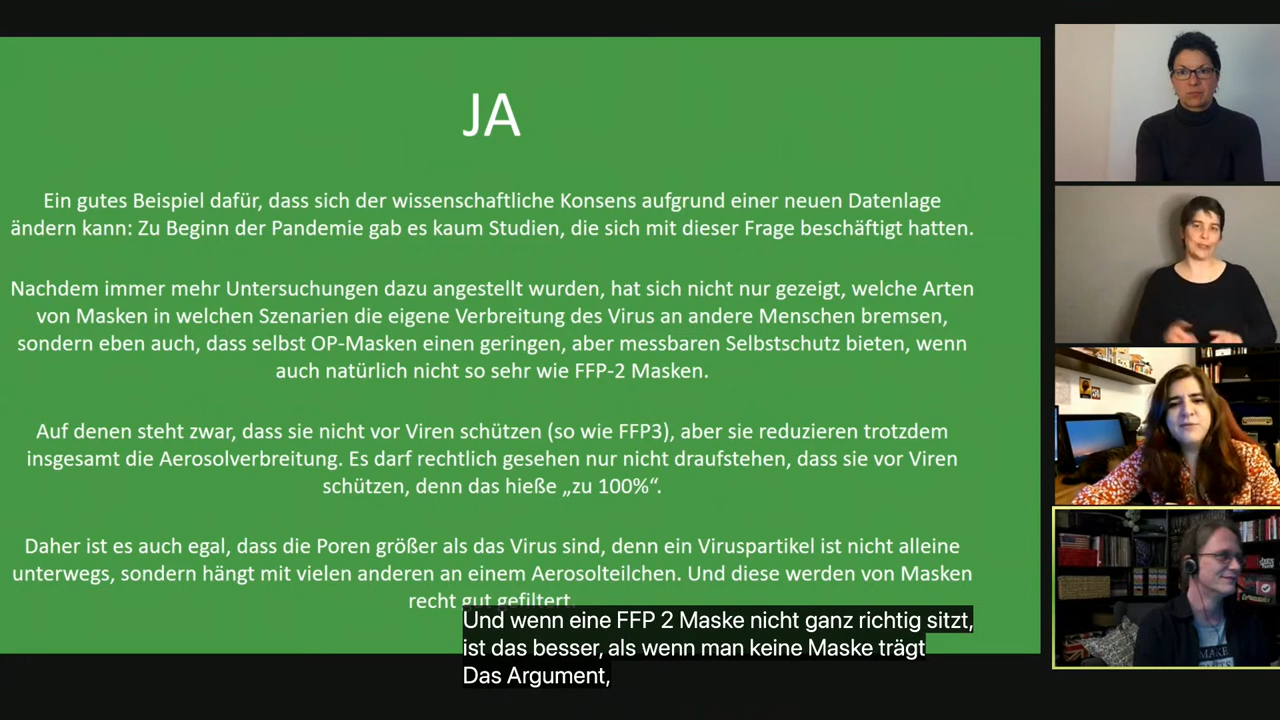 JA
Ein gutes Beispiel dafür, dass sich der wissenschaftliche Konsens aufgrund einer neuen Datenlage
ändern kann: Zu Beginn der Pandemie gab es kaum Studien, die sich mit dieser Frage beschäftigt hatten.
Nachdem immer mehr Untersuchungen dazu angestellt wurden, hat sich nicht nur gezeigt, welche Arten
von Masken in welchen Szenarien die eigene Verbreitung des Virus an andere Menschen bremsen,
sondern eben auch, dass selbst OP-Masken einen geringen, aber messbaren Selbstschutz bieten, wenn
auch natürlich nicht so sehr wie FFP-2 Masken.
Auf denen steht zwar, dass sie nicht vor Viren schützen (so wie FFP3), aber sie reduzieren trotzdem
insgesamt die Aerosolverbreitung. Es darf rechtlich gesehen nur nicht draufstehen, dass sie vor Viren
schützen, denn das hieße „zu 100%“.
Daher ist es auch egal, dass die Poren größer als das Virus sind, denn ein Viruspartikel ist nicht alleine
unterwegs, sondern hängt mit vielen anderen an einem Aerosolteilchen. Und diese werden von Masken
recht gut gefiltert.
Und wenn eine FFP 2 Maske nicht ganz richtig sitzt,
ist das besser, als wenn man keine Maske trägt
Das Argument,
MAKE